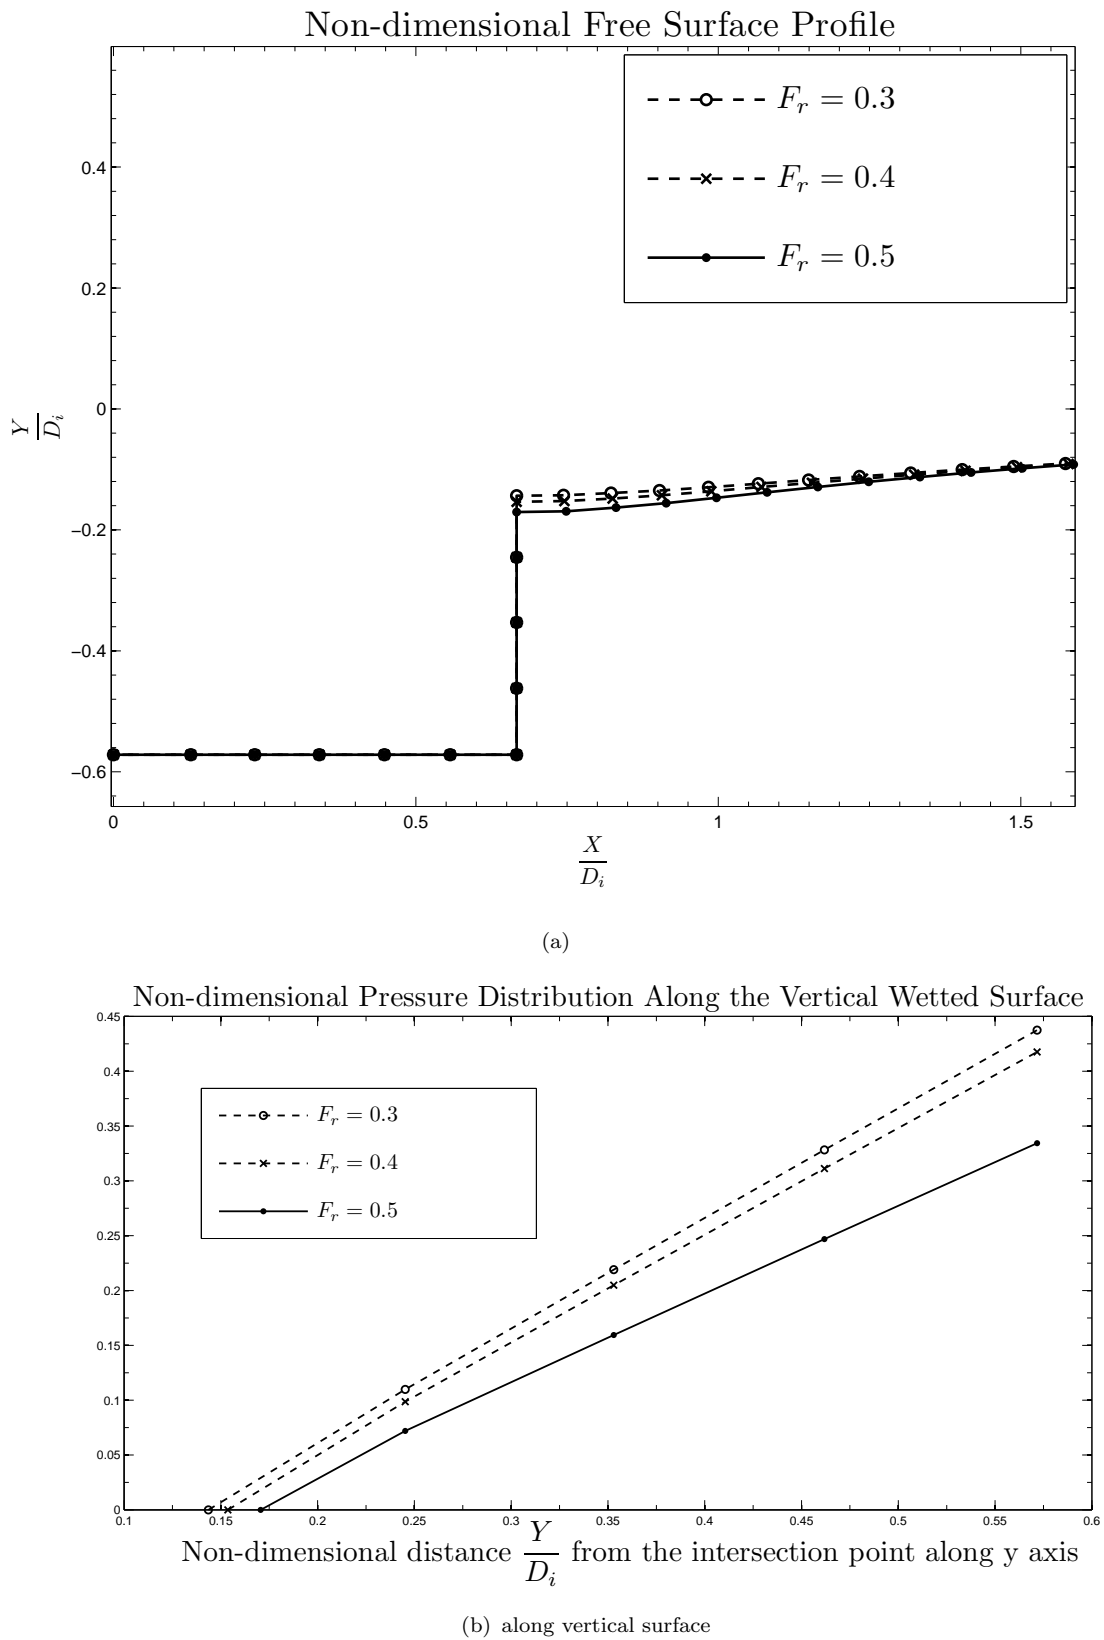 Non-dimensional Free Surface Profile
F_r = 0.3
F_r = 0.4
F_r = 0.5
0.4
0.2
0
−0.2
−0.4
−0.6
Y
D_i
0 0.5 1 1.5
X
D_i
(a)
Non-dimensional Pressure Distribution Along the Vertical Wetted Surface
0.45
0.4
0.35
0.3
0.25
0.2
0.15
0.1
0.05
0
F_r = 0.3
F_r = 0.4
F_r = 0.5
0.1 0.15 0.2 0.25 0.3 0.35 0.4 0.45 0.5 0.55 0.6
Non-dimensional distance Y/D_i from the intersection point along y axis
(b) along vertical surface